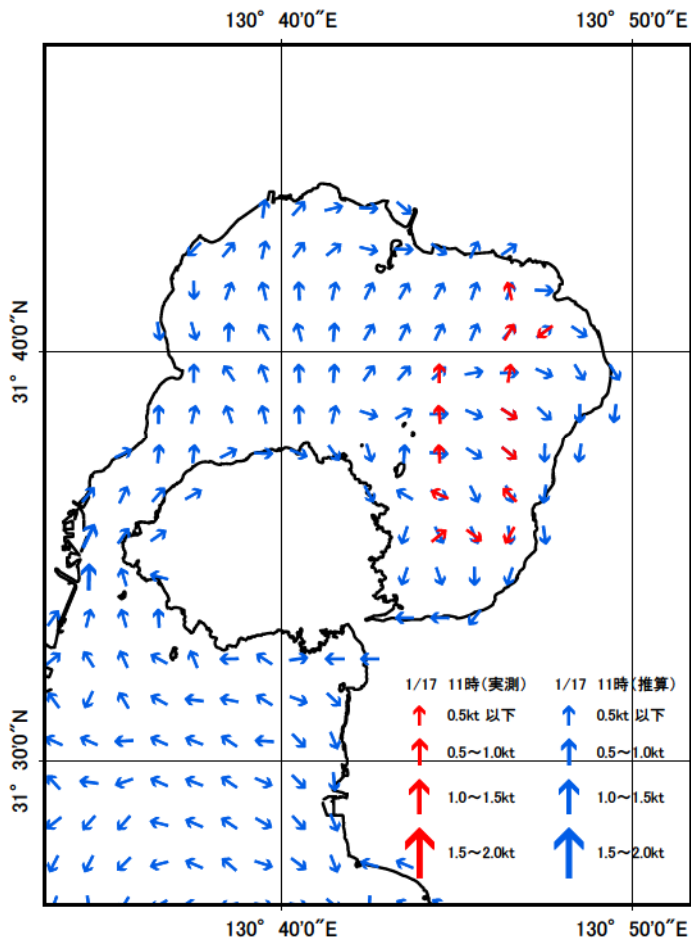 130° 40'0"E 130° 50'0"E
31° 40'0"N
31° 30'0"N
1/17 11時(実測) 1/17 11時(推算)
0.5kt 以下 0.5kt 以下
0.5～1.0kt 0.5～1.0kt
1.0～1.5kt 1.0～1.5kt
1.5～2.0kt 1.5～2.0kt
130° 40'0"E 130° 50'0"E